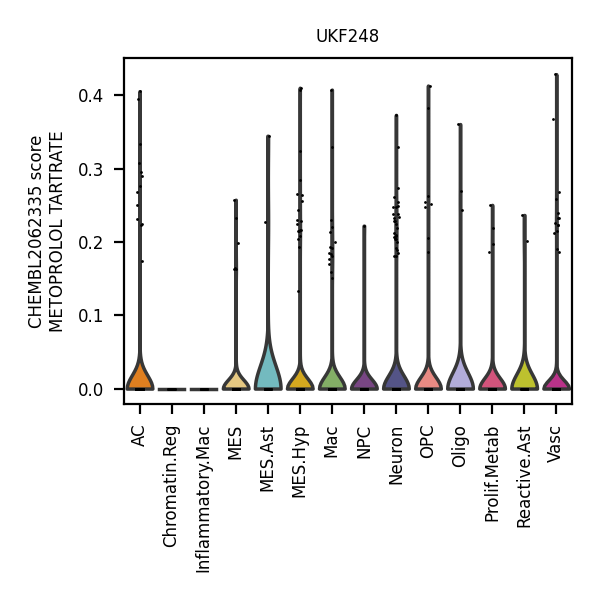 UKF248
CHEMBL2062335 score
METOPROLOL TARTRATE
0.4
0.3
0.2
0.1
0.0
AC
Chromatin.Reg
Inflammatory.Mac
MES
MES.Ast
MES.Hyp
Mac
NPC
Neuron
OPC
Oligo
Prolif.Metab
Reactive.Ast
Vasc